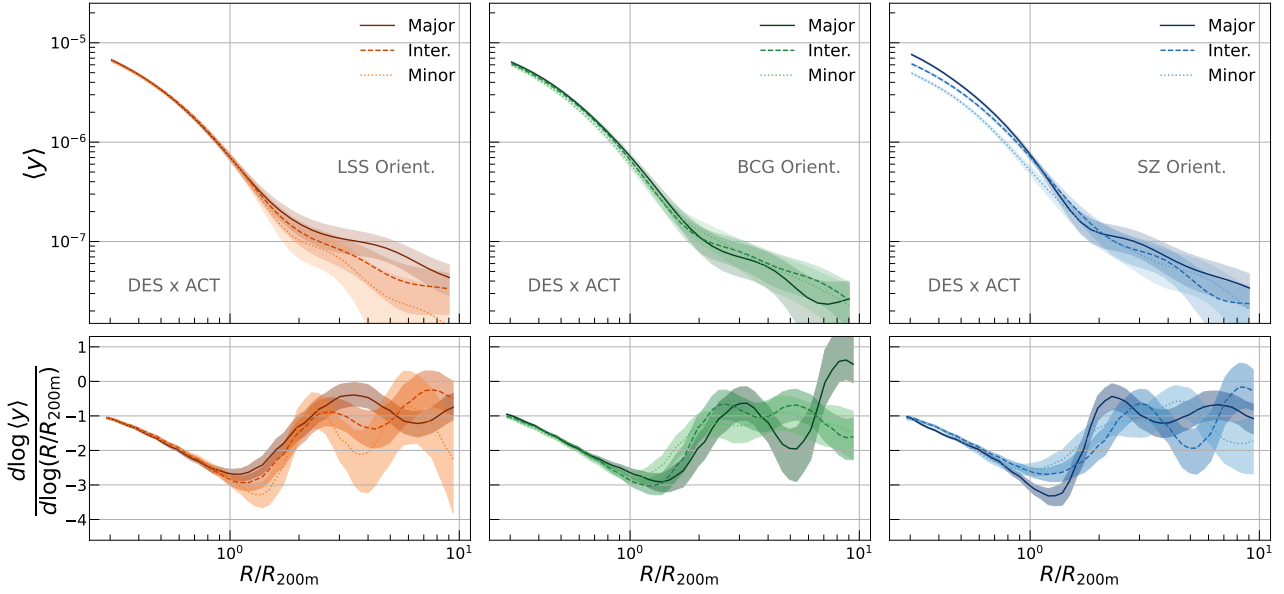 10⁻⁵
10⁻⁶
10⁻⁷
⟨y⟩
Major
Inter.
Minor
LSS Orient.
DES x ACT
Major
Inter.
Minor
BCG Orient.
DES x ACT
Major
Inter.
Minor
SZ Orient.
DES x ACT
1
0
−1
−2
−3
−4
d log ⟨y⟩
d log(R/R₂₀₀ₘ)
10⁰
10¹
10⁰
10¹
10⁰
10¹
R/R₂₀₀ₘ
R/R₂₀₀ₘ
R/R₂₀₀ₘ